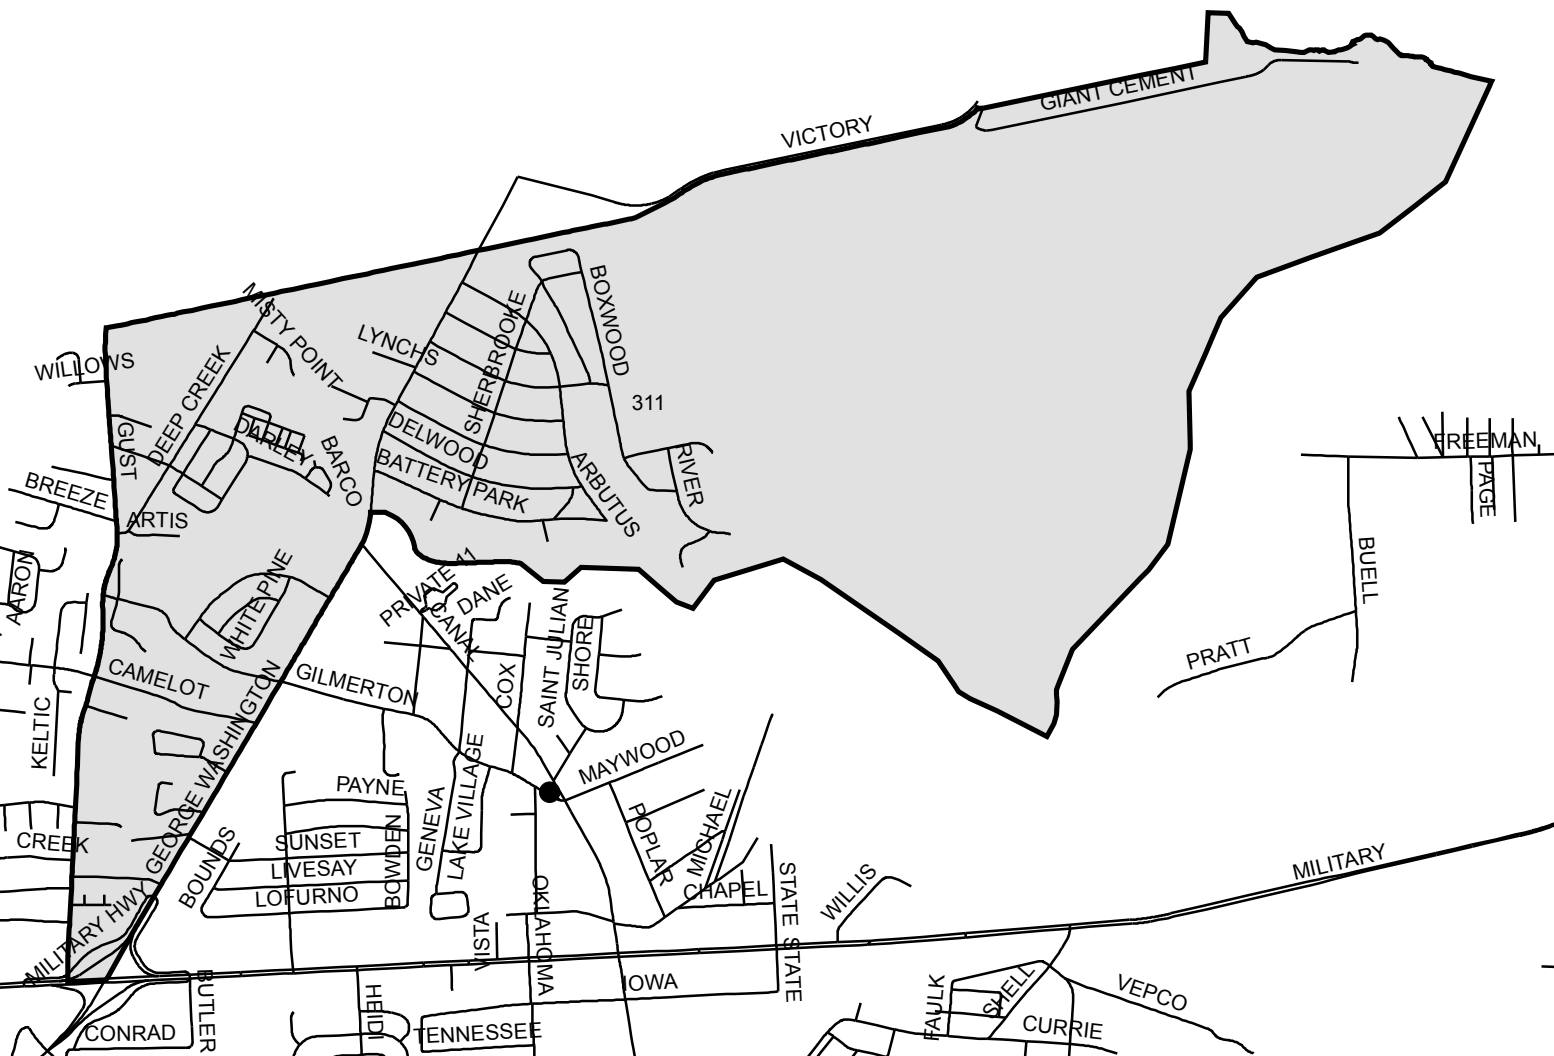 GIANT CEMENT
VICTORY
MISTY POINT
BOXWOOD
LYNCHS
SHERBROOKE
WILLOWS
DEEP CREEK
311
DELWOOD
DARLEY
GUST
BARCO
FREEMAN
BATTERY PARK
ARBUTUS
RIVER
PAGE
BREEZE
ARTIS
AARON
WHITE PINE
PRIVATE 41
DANE
CANAL
BUELL
SAINT JULIAN
SHORE
PRATT
CAMELOT
GILMERTON
COX
KELTIC
GEORGE WASHINGTON
MAYWOOD
PAYNE
GENEVA
LAKE VILLAGE
POPLAR
MICHAEL
CREEK
BOUNDS
SUNSET
BOWDEN
LIVESAY
LOFURNO
MILITARY
CHAPEL
STATE
WILLIS
MILITARY HWY
VISTA
OKLAHOMA
STATE
BUTLER
HEIDI
IOWA
FAULK
SHELL
VEPCO
CONRAD
TENNESSEE
CURRIE